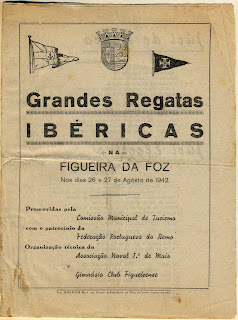 Grandes Regatas
IBÉRICAS
NA
FIGUEIRA DA FOZ
Nos dias 26 e 27 de Agosto de 1942
Promovidas pela
Comissão Municipal de Turismo
com o patrocínio da
Federação Portuguesa do Remo
Organização técnica da
Associação Naval 1.º de Maio
e
Ginásio Club Figueirense